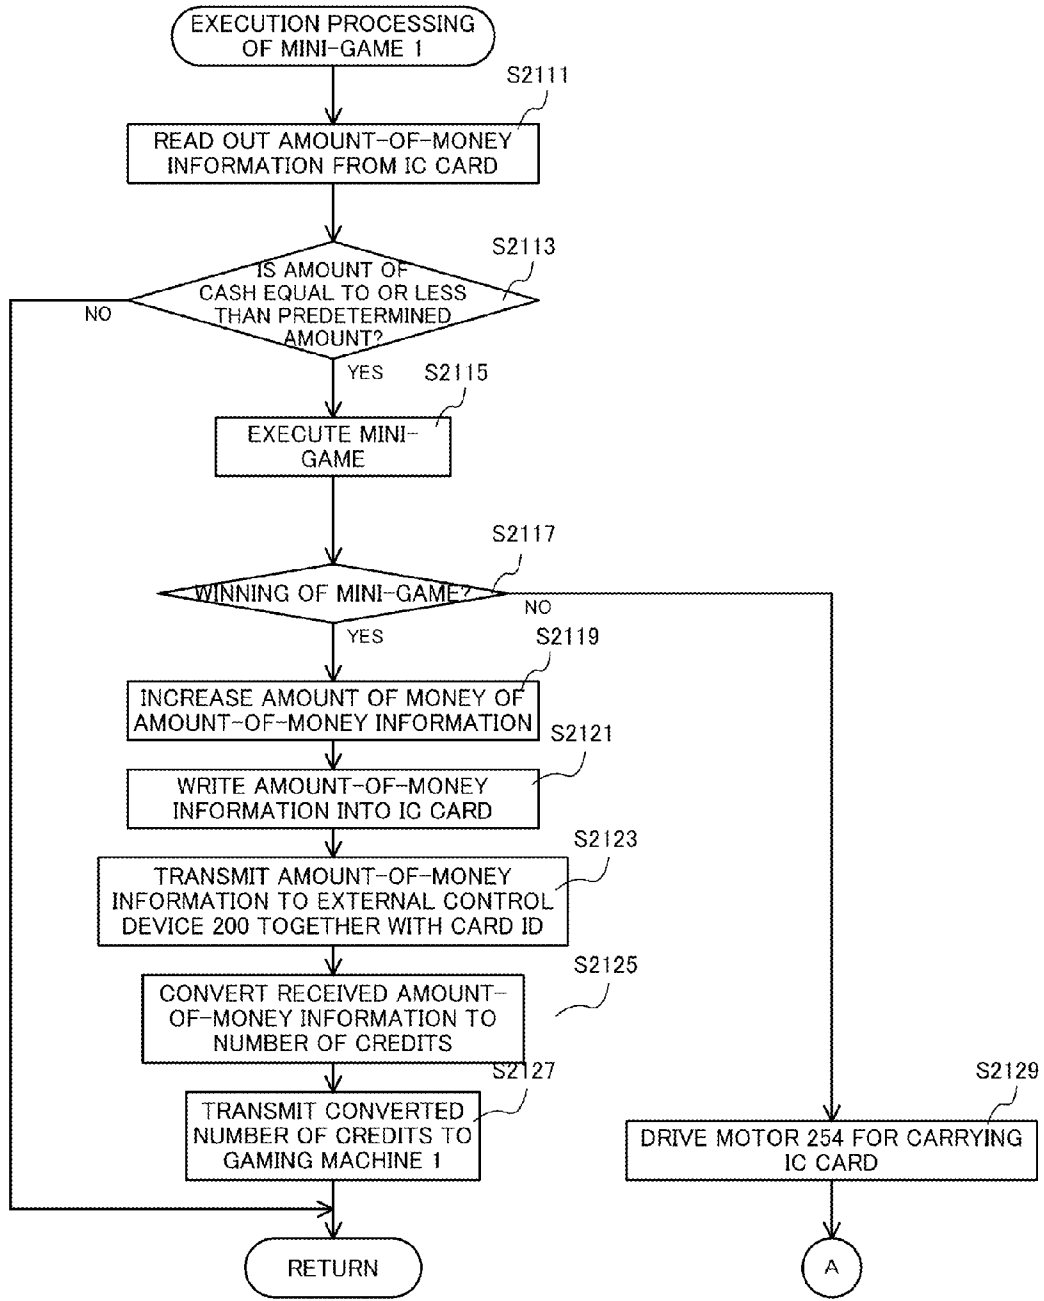 EXECUTION PROCESSING
OF MINI-GAME 1
S2111
READ OUT AMOUNT-OF-MONEY
INFORMATION FROM IC CARD
S2113
IS AMOUNT OF
CASH EQUAL TO OR LESS
THAN PREDETERMINED
AMOUNT?
NO
YES
S2115
EXECUTE MINI-
GAME
S2117
WINNING OF MINI-GAME?
NO
YES
S2119
INCREASE AMOUNT OF MONEY OF
AMOUNT-OF-MONEY INFORMATION
S2121
WRITE AMOUNT-OF-MONEY
INFORMATION INTO IC CARD
S2123
TRANSMIT AMOUNT-OF-MONEY
INFORMATION TO EXTERNAL CONTROL
DEVICE 200 TOGETHER WITH CARD ID
S2125
CONVERT RECEIVED AMOUNT-
OF-MONEY INFORMATION TO
NUMBER OF CREDITS
S2127
TRANSMIT CONVERTED
NUMBER OF CREDITS TO
GAMING MACHINE 1
S2129
DRIVE MOTOR 254 FOR CARRYING
IC CARD
RETURN
A